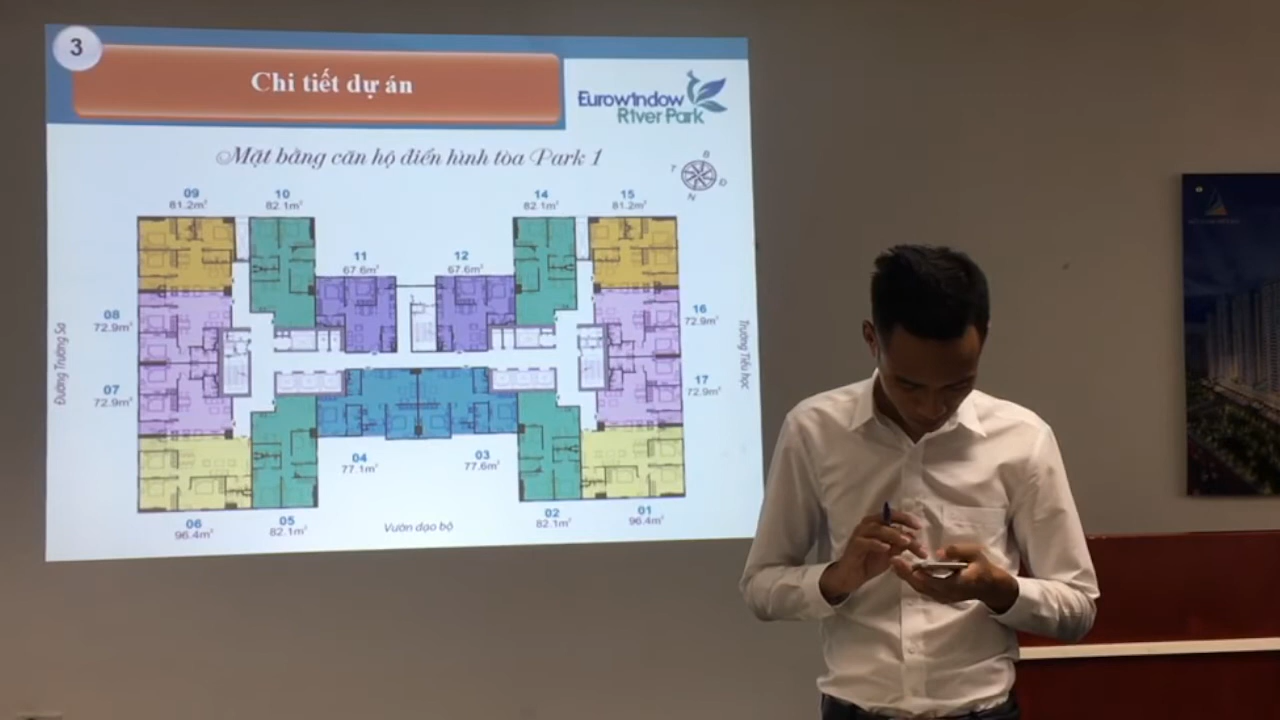 3
Chi tiết dự án
Eurowindow
River Park
Mặt bằng căn hộ điển hình tòa Park 1
B
T
Đ
N
09
81.2m²
10
82.1m²
14
82.1m²
15
81.2m²
11
67.6m²
12
67.6m²
08
72.9m²
16
72.9m²
Đường Trường Sa
Trường Tiểu học
07
72.9m²
17
72.9m²
04
77.1m²
03
77.6m²
06
96.4m²
05
82.1m²
Vườn dạo bộ
02
82.1m²
01
96.4m²